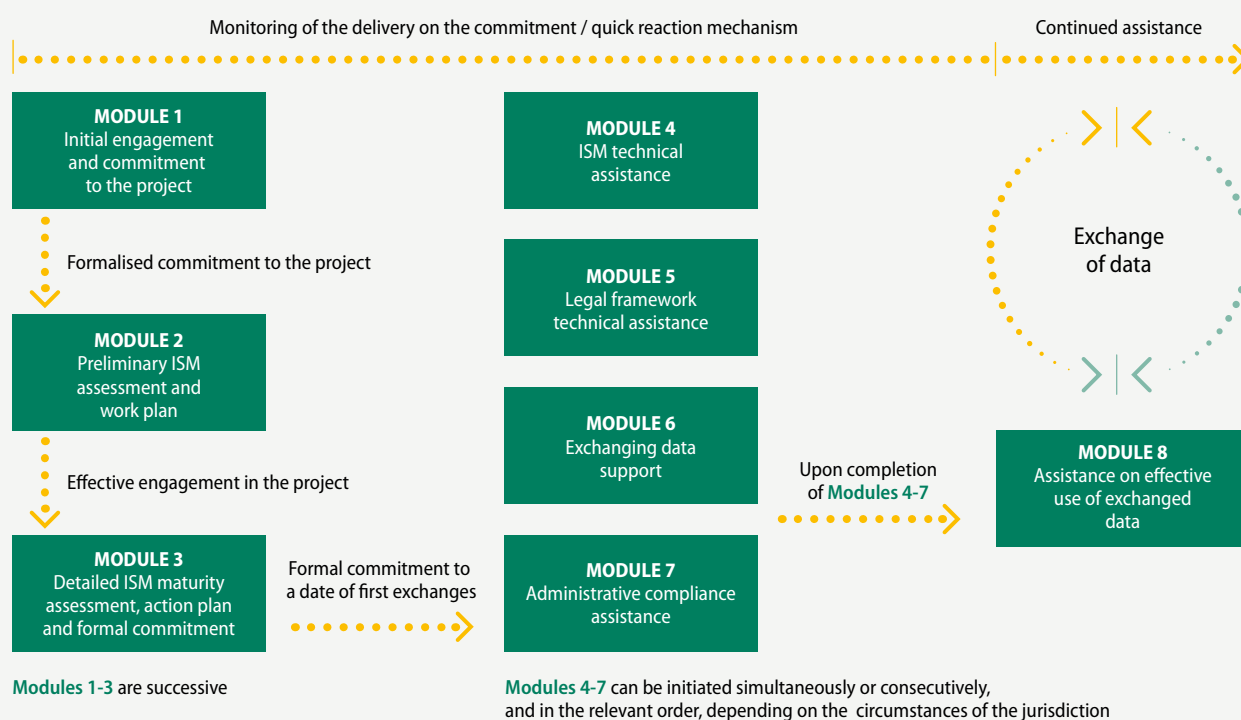 Monitoring of the delivery on the commitment / quick reaction mechanism
Continued assistance
MODULE 1
Initial engagement
and commitment
to the project
Formalised commitment to the project
MODULE 2
Preliminary ISM
assessment and
work plan
Effective engagement in the project
MODULE 3
Detailed ISM maturity
assessment, action plan
and formal commitment
Modules 1-3 are successive
Formal commitment to
a date of first exchanges
MODULE 4
ISM technical
assistance
MODULE 5
Legal framework
technical assistance
MODULE 6
Exchanging data
support
MODULE 7
Administrative compliance
assistance
Modules 4-7 can be initiated simultaneously or consecutively,
and in the relevant order, depending on the circumstances of the jurisdiction
Upon completion
of Modules 4-7
Exchange
of data
MODULE 8
Assistance on effective
use of exchanged
data